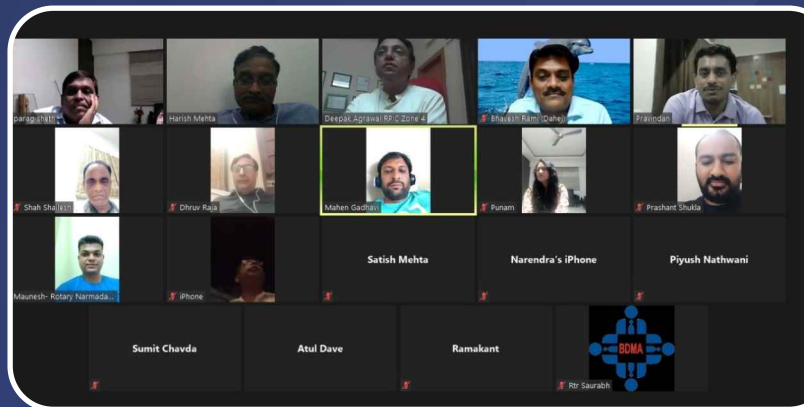 parag sheth
Harish Mehta
Deepak Agrawal RPIC Zone 4
Bhavesh Rami (Dahej)
Pravindan
Shah Shailesh
Dhruv Raja
Mahen Gadhavi
Punam
Prashant Shukla
Maunesh- Rotary Narmada...
iPhone
Satish Mehta
Narendra's iPhone
Piyush Nathwani
Sumit Chavda
Atul Dave
Ramakant
BDMA
Rtr Saurabh